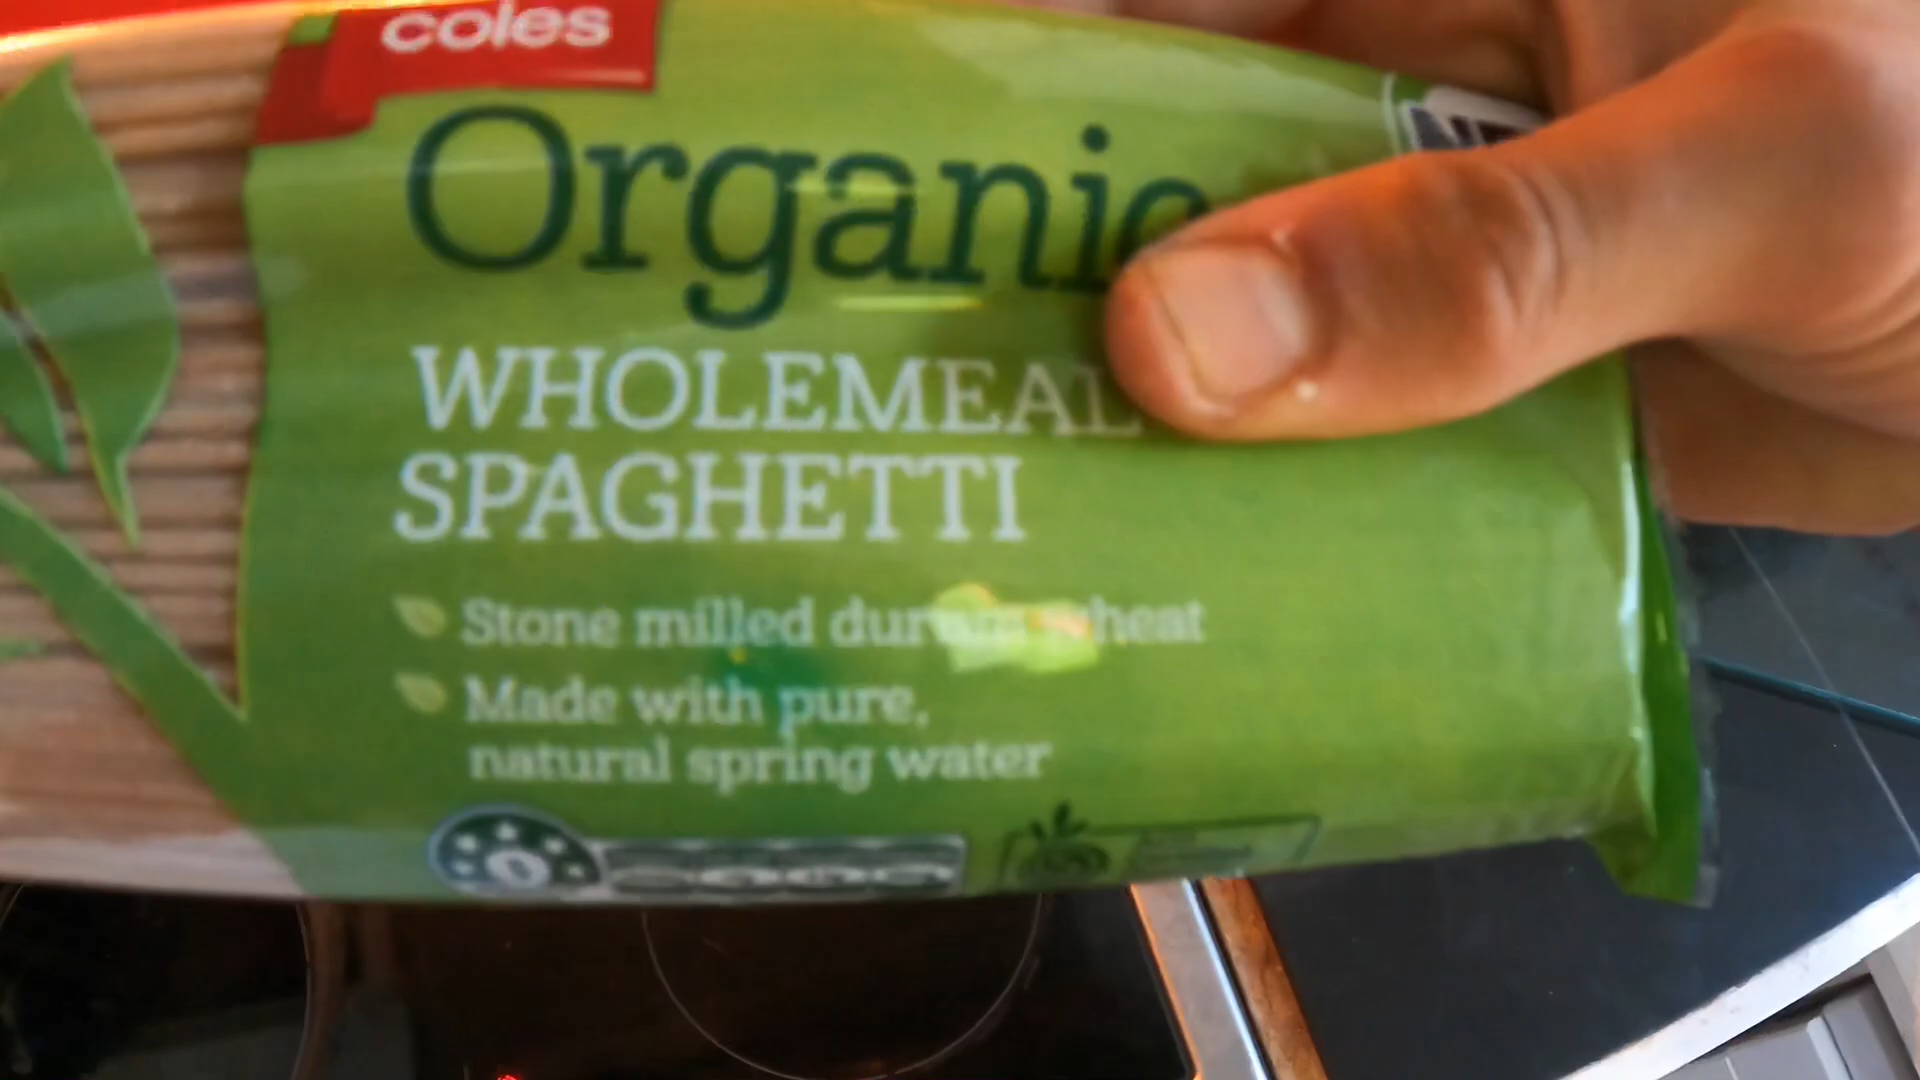 coles
Organic
WHOLEMEAL
SPAGHETTI
Stone milled durum wheat
Made with pure,
natural spring water